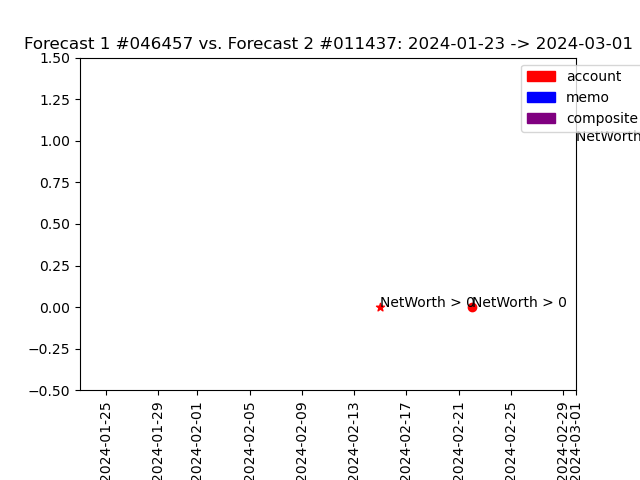 Forecast 1 #046457 vs. Forecast 2 #011437: 2024-01-23 -> 2024-03-01
account
memo
composite
NetWorth
1.50
1.25
1.00
0.75
0.50
0.25
0.00
−0.25
−0.50
NetWorth > 0
NetWorth > 0
2024-01-25
2024-01-29
2024-02-01
2024-02-05
2024-02-09
2024-02-13
2024-02-17
2024-02-21
2024-02-25
2024-02-29
2024-03-01